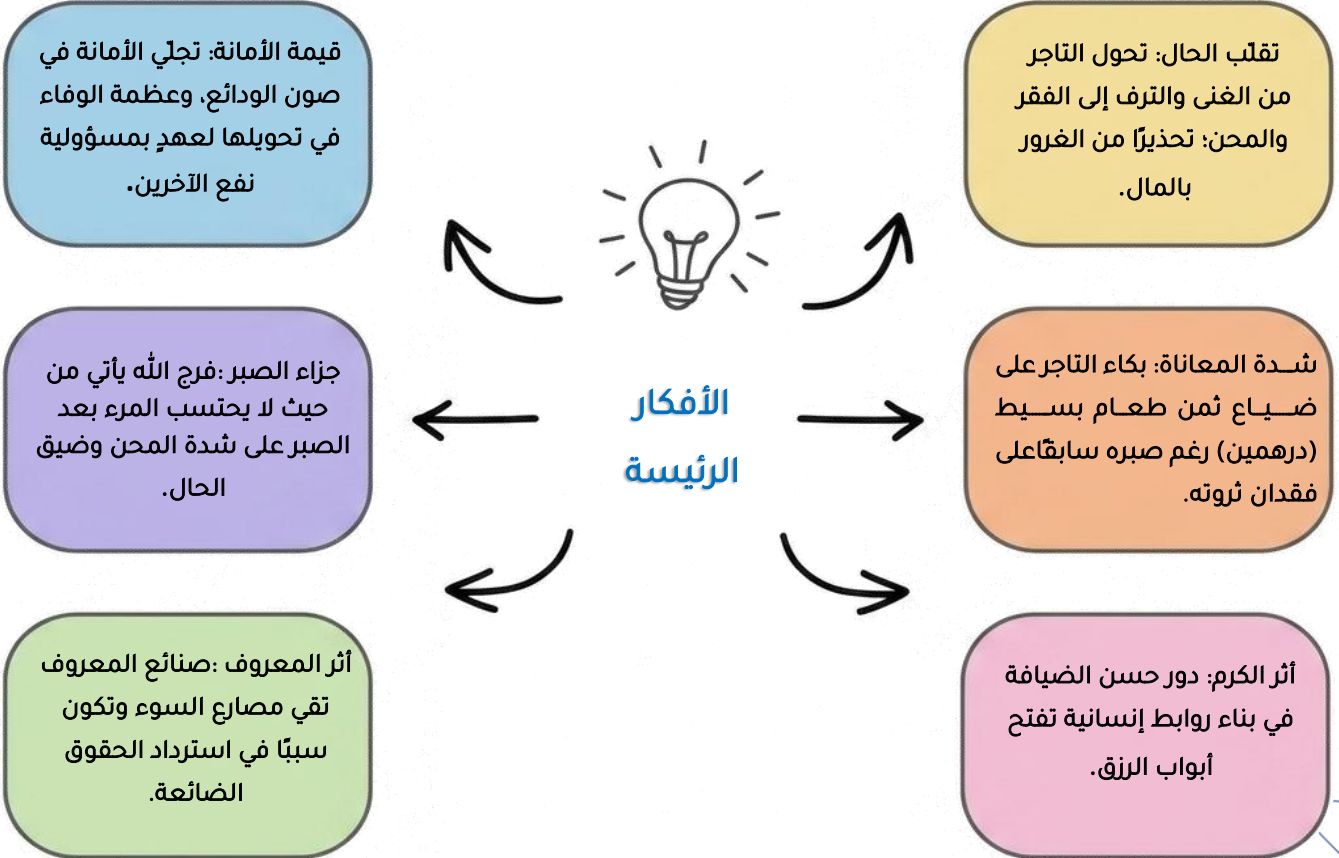 الأفكار
الرئيسة
تقلّب الحال: تحول التاجر
من الغنى والترف إلى الفقر
والمحن؛ تحذيرًا من الغرور
بالمال.
شـدة المعاناة: بكاء التاجر على
ضـيـاع ثمن طعـام بسـيط
(درهمين) رغم صبره سابقًاعلى
فقدان ثروته.
أثر الكرم: دور حسن الضيافة
في بناء روابط إنسانية تفتح
أبواب الرزق.
قيمة الأمانة: تجلّي الأمانة في
صون الودائع، وعظمة الوفاء
في تحويلها لعهدٍ بمسؤولية
نفع الآخرين.
جزاء الصبر :فرج الله يأتي من
حيث لا يحتسب المرء بعد
الصبر على شدة المحن وضيق
الحال.
أثر المعروف :صنائع المعروف
تقي مصارع السوء وتكون
سببًا في استرداد الحقوق
الضائعة.